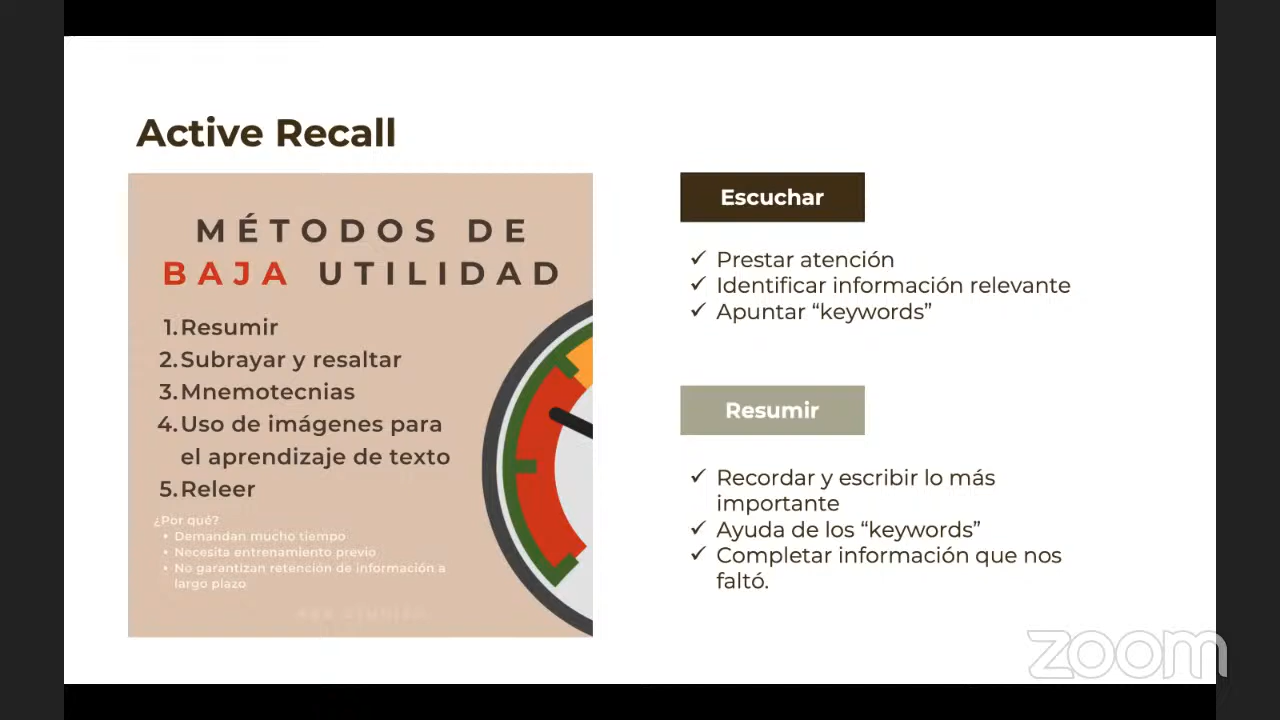 Active Recall
MÉTODOS DE
BAJA UTILIDAD
1. Resumir
2. Subrayar y resaltar
3. Mnemotecnias
4. Uso de imágenes para
el aprendizaje de texto
5. Releer
¿Por qué?
• Demandan mucho tiempo
• Necesita entrenamiento previo
• No garantizan retención de información a
largo plazo
Escuchar
✓ Prestar atención
✓ Identificar información relevante
✓ Apuntar “keywords”
Resumir
✓ Recordar y escribir lo más
importante
✓ Ayuda de los “keywords”
✓ Completar información que nos
faltó.
zoom